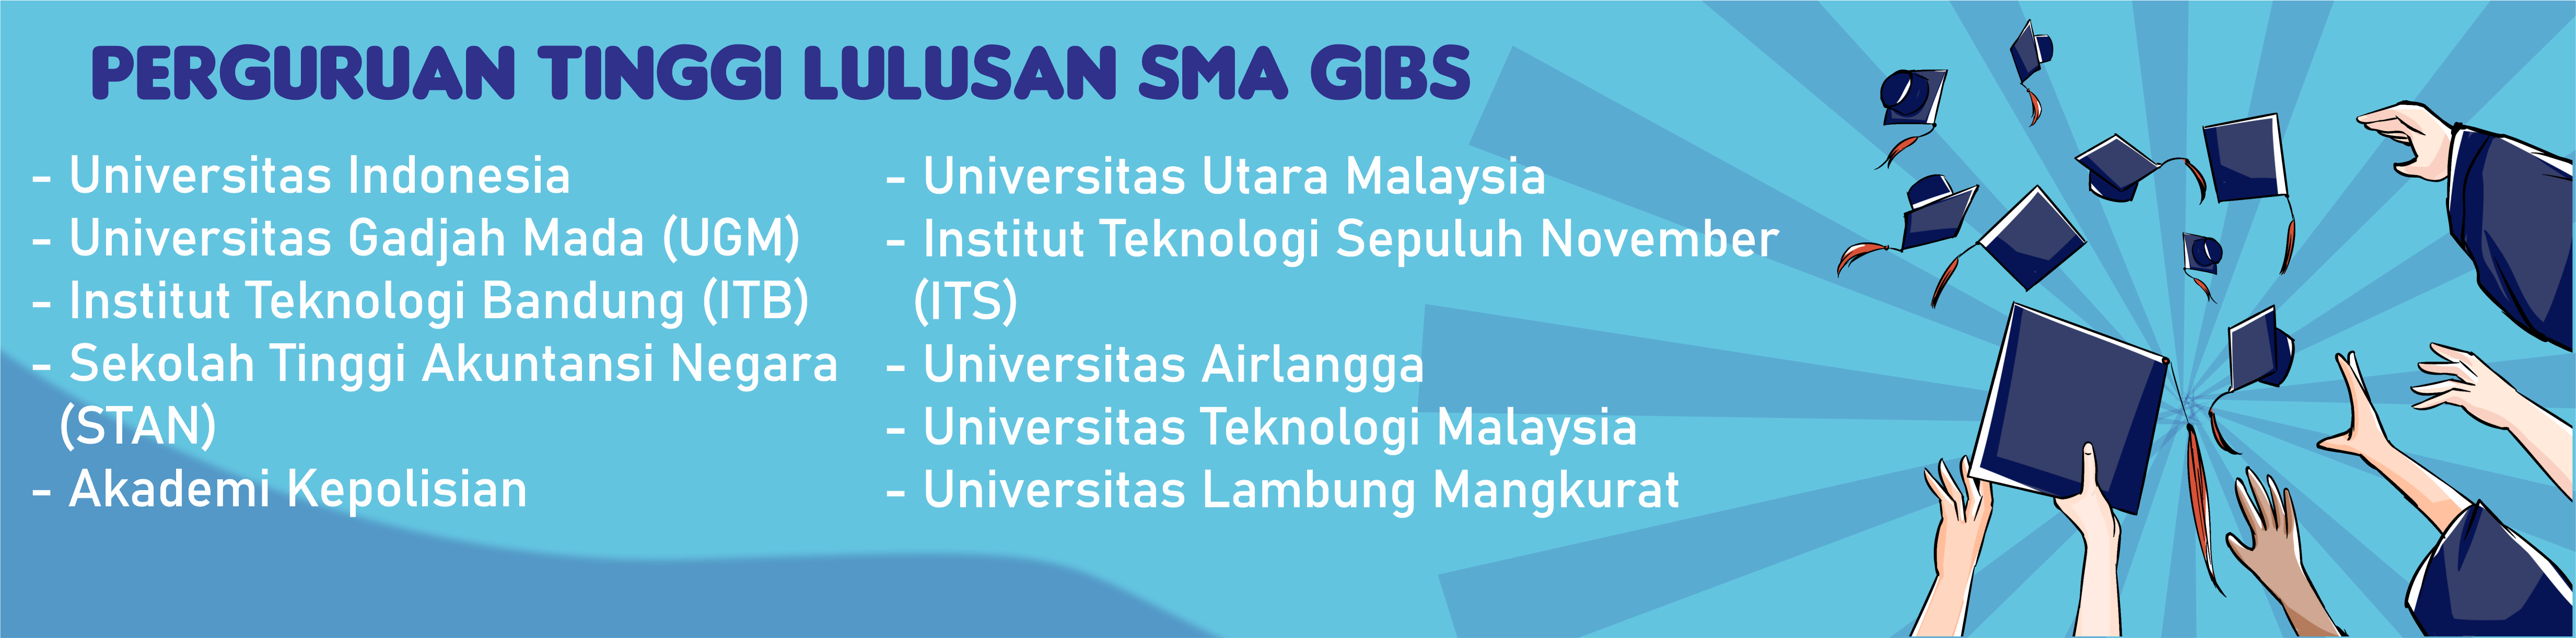 PERGURUAN TINGGI LULUSAN SMA GIBS
- Universitas Indonesia
- Universitas Gadjah Mada (UGM)
- Institut Teknologi Bandung (ITB)
- Sekolah Tinggi Akuntansi Negara
(STAN)
- Akademi Kepolisian
- Universitas Utara Malaysia
- Institut Teknologi Sepuluh November
(ITS)
- Universitas Airlangga
- Universitas Teknologi Malaysia
- Universitas Lambung Mangkurat